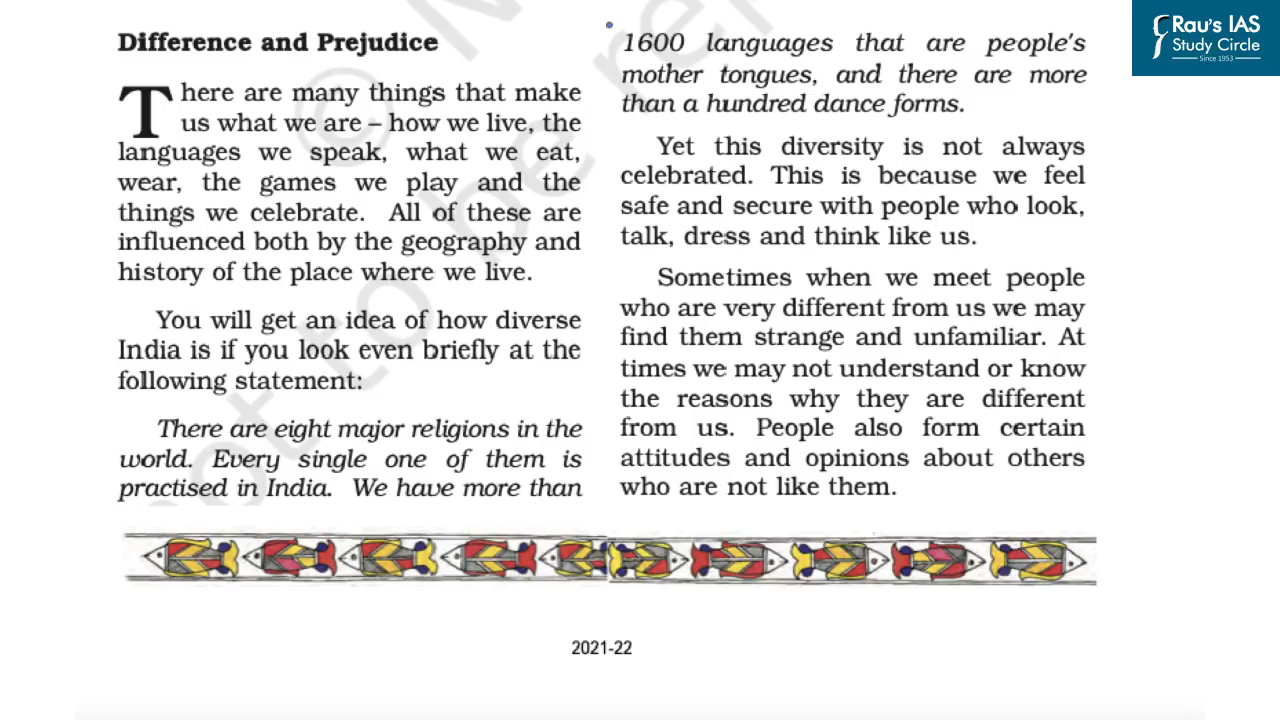 Difference and Prejudice
There are many things that make
us what we are – how we live, the
languages we speak, what we eat,
wear, the games we play and the
things we celebrate. All of these are
influenced both by the geography and
history of the place where we live.
You will get an idea of how diverse
India is if you look even briefly at the
following statement:
There are eight major religions in the
world. Every single one of them is
practised in India. We have more than
1600 languages that are people's
mother tongues, and there are more
than a hundred dance forms.
Yet this diversity is not always
celebrated. This is because we feel
safe and secure with people who look,
talk, dress and think like us.
Sometimes when we meet people
who are very different from us we may
find them strange and unfamiliar. At
times we may not understand or know
the reasons why they are different
from us. People also form certain
attitudes and opinions about others
who are not like them.
2021-22
Rau's IAS
Study Circle
Since 1953